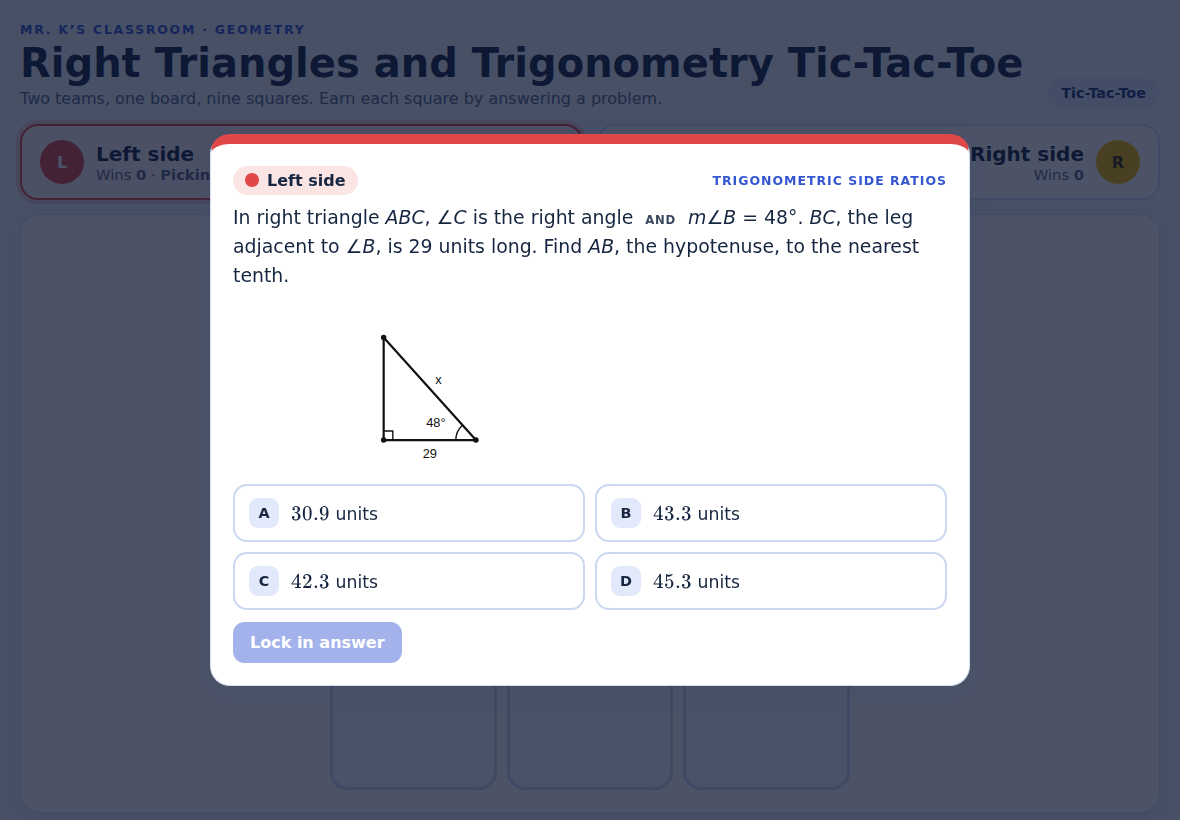 MR. K'S CLASSROOM · GEOMETRY
Right Triangles and Trigonometry Tic-Tac-Toe
Two teams, one board, nine squares. Earn each square by answering a problem.
Tic-Tac-Toe
L
Left side
Wins 0 · Pickin
Right side
Wins 0
R
Left side
TRIGONOMETRIC SIDE RATIOS
In right triangle ABC, ∠C is the right angle AND m∠B = 48°. BC, the leg
adjacent to ∠B, is 29 units long. Find AB, the hypotenuse, to the nearest
tenth.
x
48°
29
A 30.9 units
B 43.3 units
C 42.3 units
D 45.3 units
Lock in answer